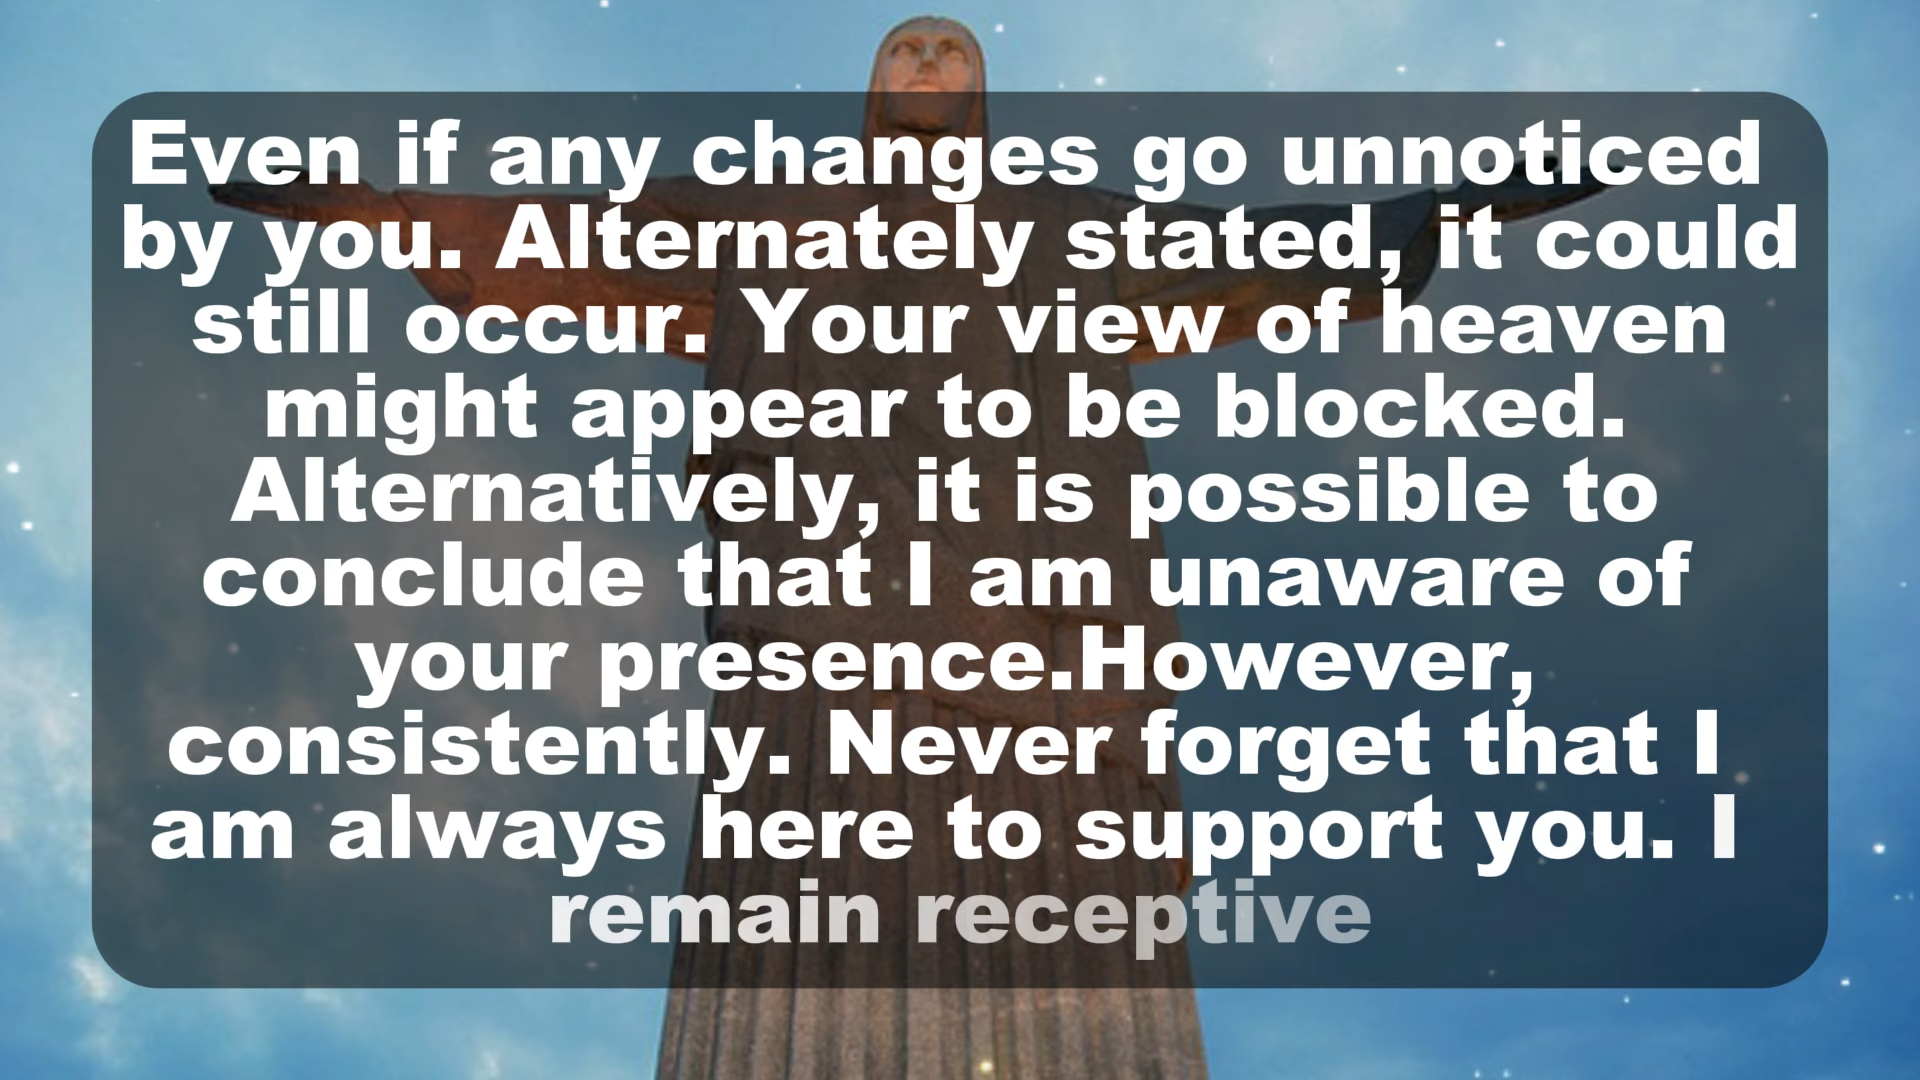 Even if any changes go unnoticed
by you. Alternately stated, it could
still occur. Your view of heaven
might appear to be blocked.
Alternatively, it is possible to
conclude that I am unaware of
your presence.However,
consistently. Never forget that I
am always here to support you. I
remain receptive